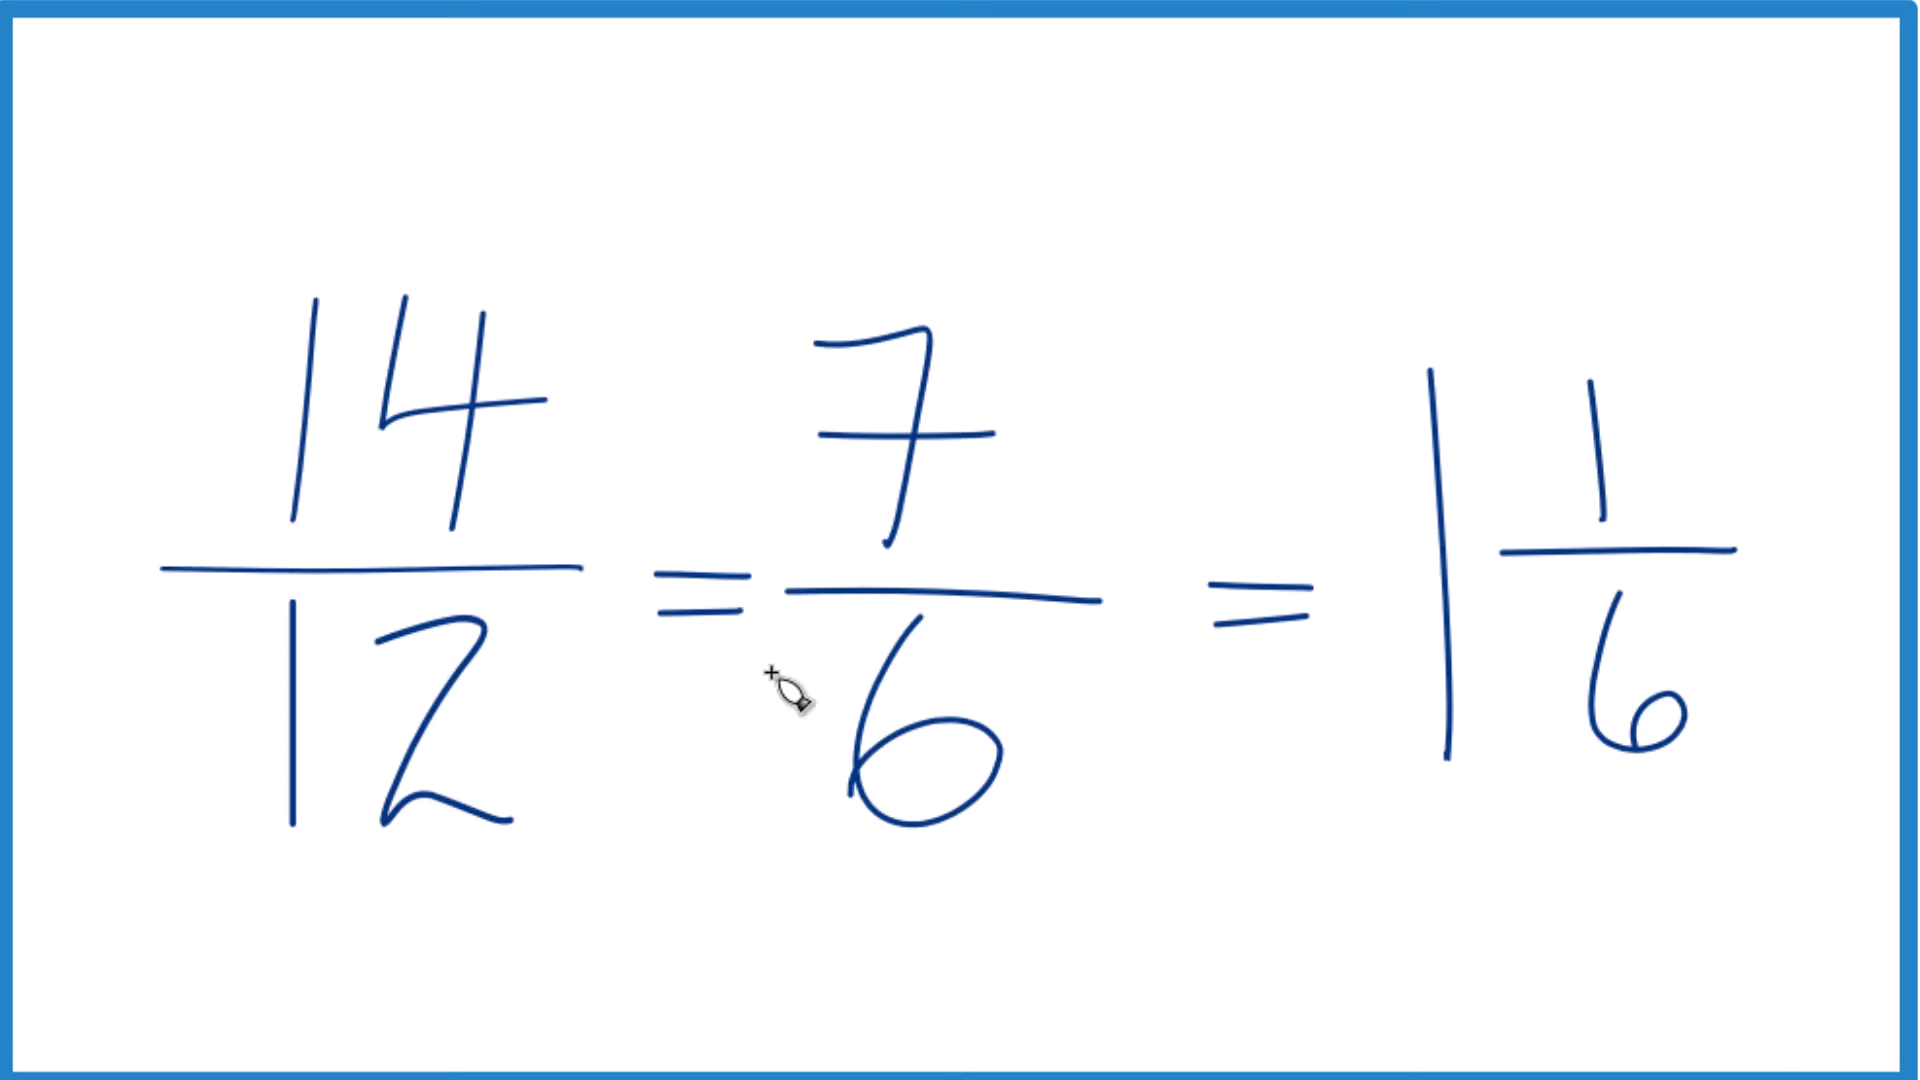 14/12 = 7/6 = 1 1/6